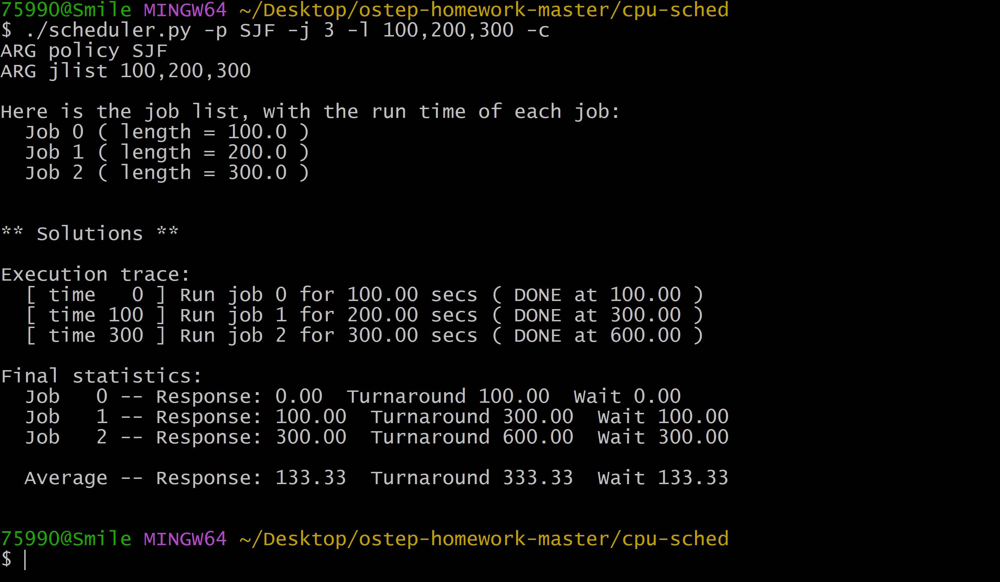 75990@Smile MINGW64 ~/Desktop/ostep-homework-master/cpu-sched
$ ./scheduler.py -p SJF -j 3 -l 100,200,300 -c
ARG policy SJF
ARG jlist 100,200,300
Here is the job list, with the run time of each job:
Job 0 ( length = 100.0 )
Job 1 ( length = 200.0 )
Job 2 ( length = 300.0 )
** Solutions **
Execution trace:
[ time   0 ] Run job 0 for 100.00 secs ( DONE at 100.00 )
[ time 100 ] Run job 1 for 200.00 secs ( DONE at 300.00 )
[ time 300 ] Run job 2 for 300.00 secs ( DONE at 600.00 )
Final statistics:
Job   0 -- Response: 0.00  Turnaround 100.00  Wait 0.00
Job   1 -- Response: 100.00  Turnaround 300.00  Wait 100.00
Job   2 -- Response: 300.00  Turnaround 600.00  Wait 300.00
Average -- Response: 133.33  Turnaround 333.33  Wait 133.33
75990@Smile MINGW64 ~/Desktop/ostep-homework-master/cpu-sched
$